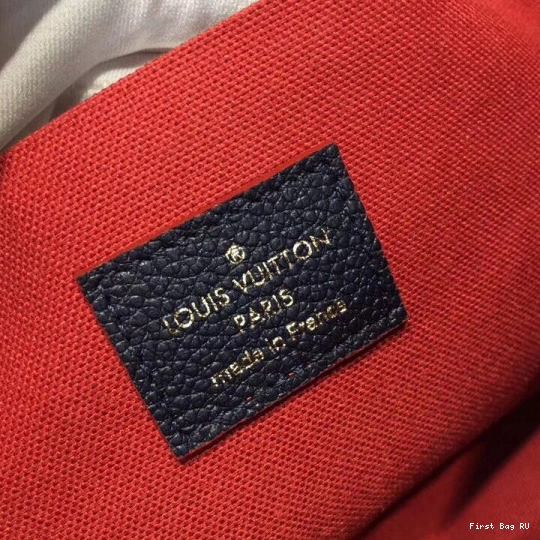 ®
LOUIS VUITTON
PARIS
made in France
First Bag RU